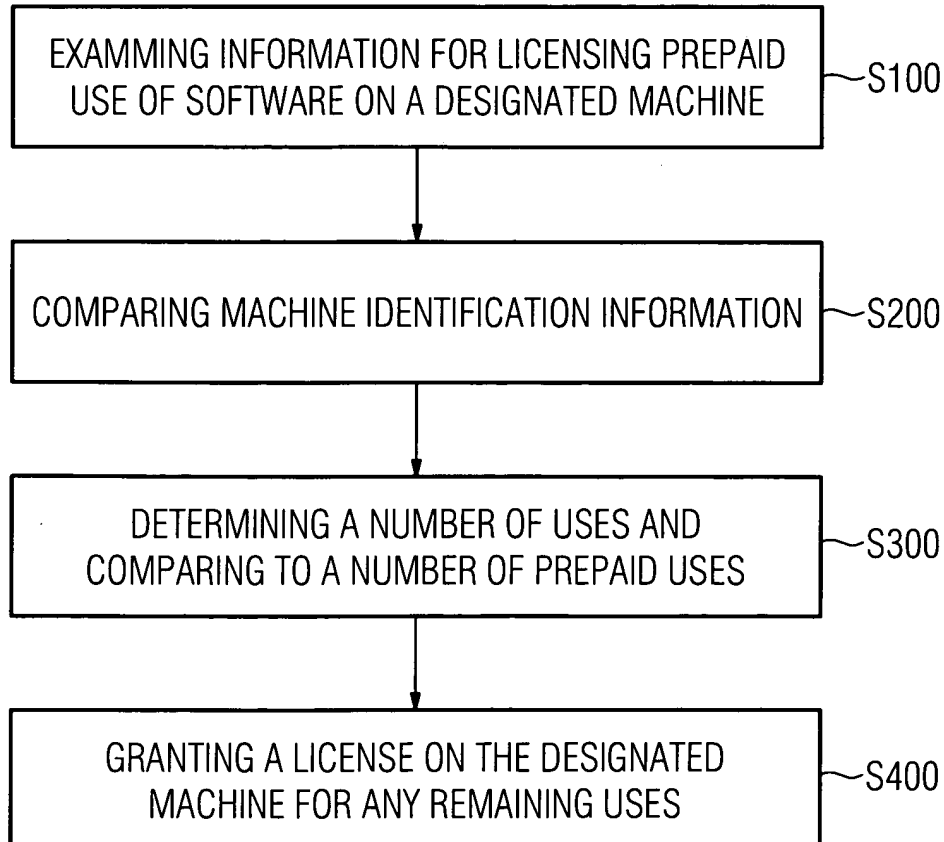 EXAMMING INFORMATION FOR LICENSING PREPAID
USE OF SOFTWARE ON A DESIGNATED MACHINE
S100
COMPARING MACHINE IDENTIFICATION INFORMATION
S200
DETERMINING A NUMBER OF USES AND
COMPARING TO A NUMBER OF PREPAID USES
S300
GRANTING A LICENSE ON THE DESIGNATED
MACHINE FOR ANY REMAINING USES
S400